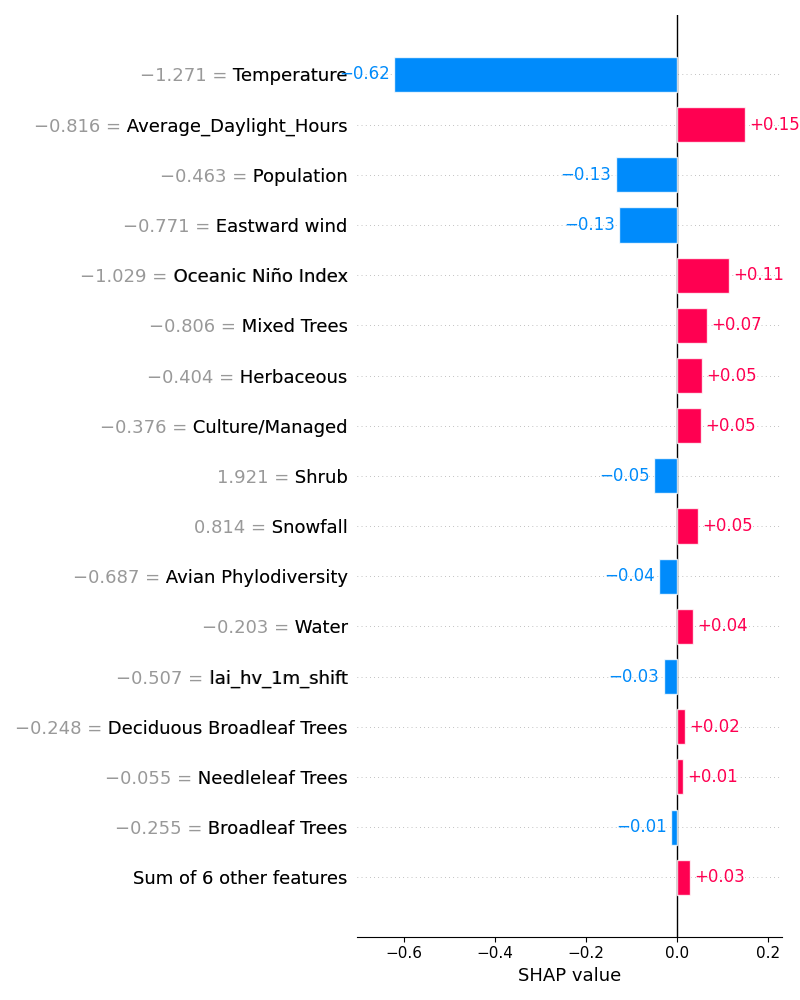 −1.271 = Temperature −0.62
−0.816 = Average_Daylight_Hours +0.15
−0.463 = Population −0.13
−0.771 = Eastward wind −0.13
−1.029 = Oceanic Niño Index +0.11
−0.806 = Mixed Trees +0.07
−0.404 = Herbaceous +0.05
−0.376 = Culture/Managed +0.05
1.921 = Shrub −0.05
0.814 = Snowfall +0.05
−0.687 = Avian Phylodiversity −0.04
−0.203 = Water +0.04
−0.507 = lai_hv_1m_shift −0.03
−0.248 = Deciduous Broadleaf Trees +0.02
−0.055 = Needleleaf Trees +0.01
−0.255 = Broadleaf Trees −0.01
Sum of 6 other features +0.03
−0.6 −0.4 −0.2 0.0 0.2
SHAP value